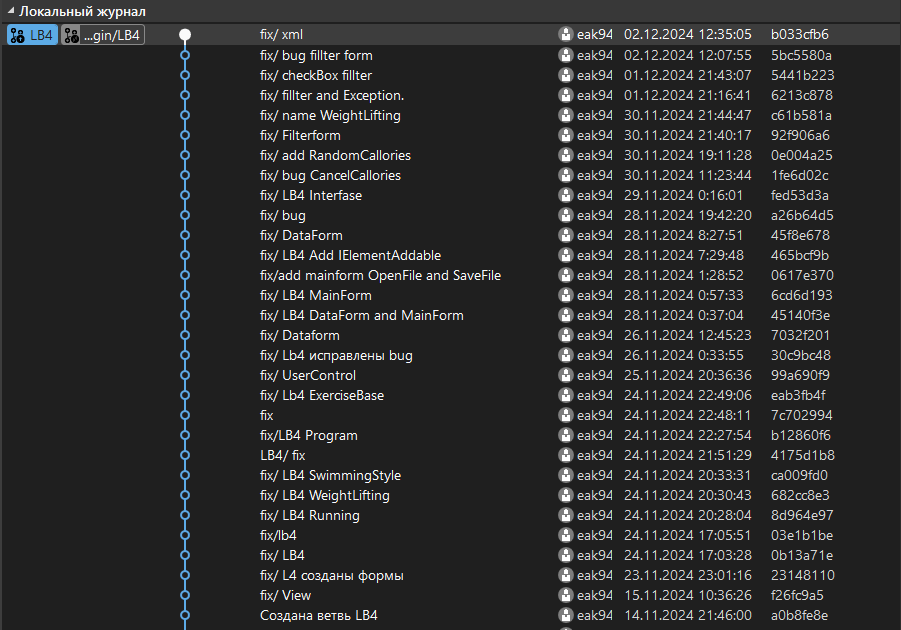 Локальный журнал
LB4 ...gin/LB4 fix/ xml eak94 02.12.2024 12:35:05 b033cfb6
fix/ bug fillter form eak94 02.12.2024 12:07:55 5bc5580a
fix/ checkBox fillter eak94 01.12.2024 21:43:07 5441b223
fix/ fillter and Exception. eak94 01.12.2024 21:16:41 6213c878
fix/ name WeightLifting eak94 30.11.2024 21:44:47 c61b581a
fix/ Filterform eak94 30.11.2024 21:40:17 92f906a6
fix/ add RandomCallories eak94 30.11.2024 19:11:28 0e004a25
fix/ bug CancelCallories eak94 30.11.2024 11:23:44 1fe6d02c
fix/ LB4 Interfase eak94 29.11.2024 0:16:01 fed53d3a
fix/ bug eak94 28.11.2024 19:42:20 a26b64d5
fix/ DataForm eak94 28.11.2024 8:27:51 45f8e678
fix/ LB4 Add IElementAddable eak94 28.11.2024 7:29:48 465bcf9b
fix/add mainform OpenFile and SaveFile eak94 28.11.2024 1:28:52 0617e370
fix/ LB4 MainForm eak94 28.11.2024 0:57:33 6cd6d193
fix/ LB4 DataForm and MainForm eak94 28.11.2024 0:37:04 45140f3e
fix/ Dataform eak94 26.11.2024 12:45:23 7032f201
fix/ Lb4 исправлены bug eak94 26.11.2024 0:33:55 30c9bc48
fix/ UserControl eak94 25.11.2024 20:36:36 99a690f9
fix/ Lb4 ExerciseBase eak94 24.11.2024 22:49:06 eab3fb4f
fix eak94 24.11.2024 22:48:11 7c702994
fix/LB4 Program eak94 24.11.2024 22:27:54 b12860f6
LB4/ fix eak94 24.11.2024 21:51:29 4175d1b8
fix/ LB4 SwimmingStyle eak94 24.11.2024 20:33:31 ca009fd0
fix/ LB4 WeightLifting eak94 24.11.2024 20:30:43 682cc8e3
fix/ LB4 Running eak94 24.11.2024 20:28:04 8d964e97
fix/lb4 eak94 24.11.2024 17:05:51 03e1b1be
fix/ LB4 eak94 24.11.2024 17:03:28 0b13a71e
fix/ L4 созданы формы eak94 23.11.2024 23:01:16 23148110
fix/ View eak94 15.11.2024 10:36:26 f26fc9a5
Создана ветвь LB4 eak94 14.11.2024 21:46:00 a0b8fe8e